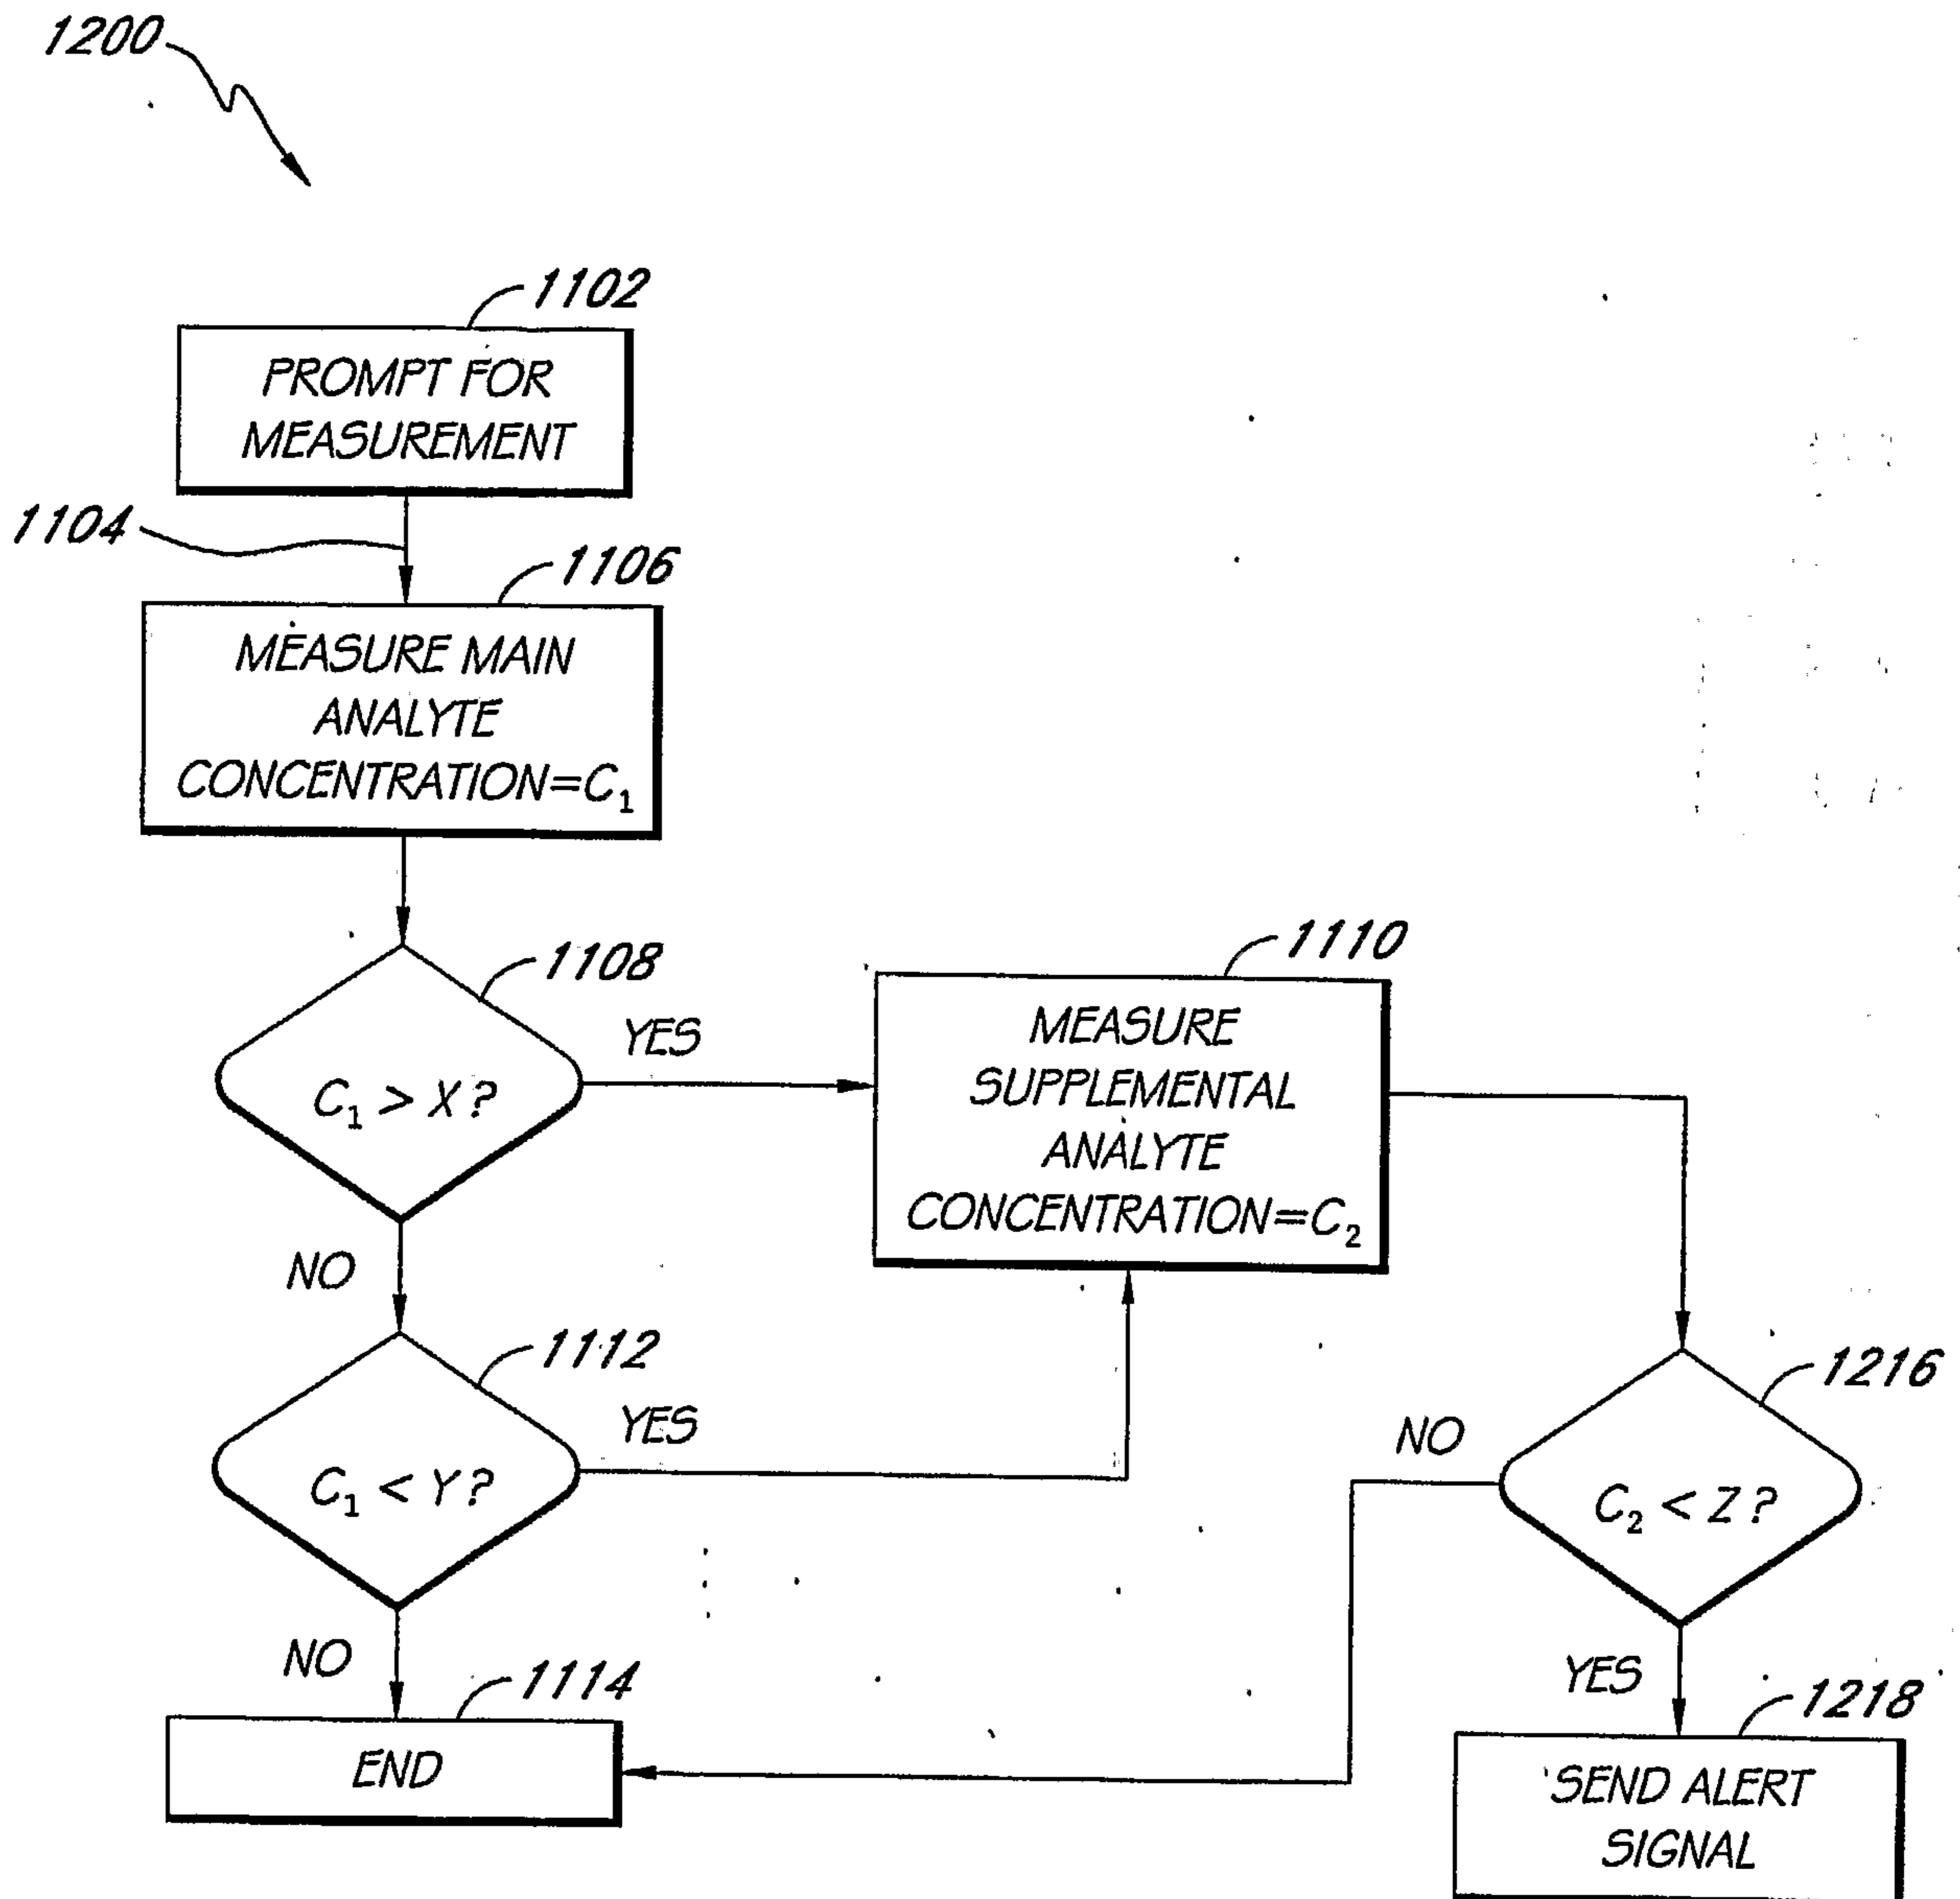 1200
1102
PROMPT FOR
MEASUREMENT
1104
1106
MEASURE MAIN
ANALYTE
CONCENTRATION=C₁
1108
C₁ > X?
YES
NO
1110
MEASURE
SUPPLEMENTAL
ANALYTE
CONCENTRATION=C₂
1112
C₁ < Y?
YES
NO
1216
C₂ < Z?
NO
YES
1114
END
1218
SEND ALERT
SIGNAL